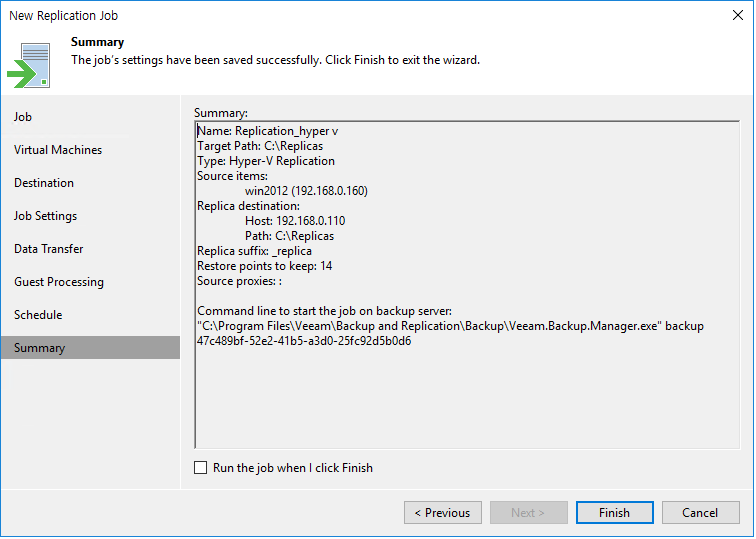 New Replication Job
Summary
The job's settings have been saved successfully. Click Finish to exit the wizard.
Job
Virtual Machines
Destination
Job Settings
Data Transfer
Guest Processing
Schedule
Summary
Summary:
Name: Replication_hyper v
Target Path: C:\Replicas
Type: Hyper-V Replication
Source items:
win2012 (192.168.0.160)
Replica destination:
Host: 192.168.0.110
Path: C:\Replicas
Replica suffix: _replica
Restore points to keep: 14
Source proxies: :
Command line to start the job on backup server:
"C:\Program Files\Veeam\Backup and Replication\Backup\Veeam.Backup.Manager.exe" backup
47c489bf-52e2-41b5-a3d0-25fc92d5b0d6
Run the job when I click Finish
< Previous
Next >
Finish
Cancel